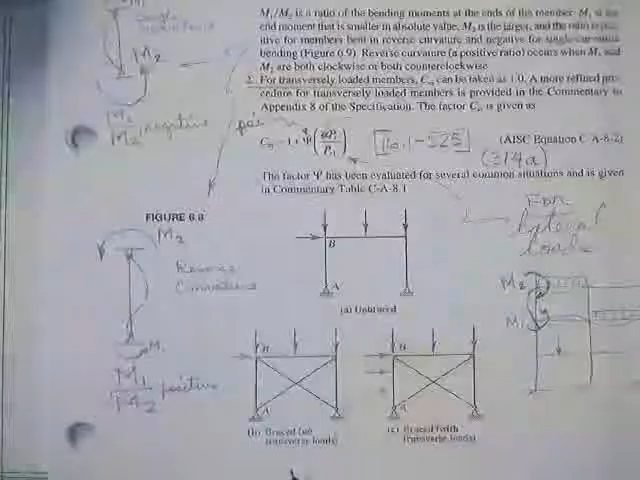 M₁/M₂ is a ratio of the bending moments at the ends of the member. M₁ is the
end moment that is smaller in absolute value, M₂ is the larger, and the ratio is posi-
tive for members bent in reverse curvature and negative for single-curvature
bending (Figure 6.9). Reverse curvature (a positive ratio) occurs when M₁ and
M₂ are both clockwise or both counterclockwise.
2. For transversely loaded members, Cₘ can be taken as 1.0. A more refined pro-
cedure for transversely loaded members is provided in the Commentary to
Appendix 8 of the Specification. The factor Cₘ is given as
(AISC Equation C-A-8-2)
The factor Ψ has been evaluated for several common situations and is given
in Commentary Table C-A-8.1
M₂
M₁
M₂ negative
[16.1-525]
(314a)
For
lateral
loads
FIGURE 6.8
M₂
Reverse
Curvature
M₁
M₁
M₂ positive
B
A
(a) Unbraced
M₂
M₁
B
A
(b) Braced (no
transverse loads)
B
A
(c) Braced (with
transverse loads)